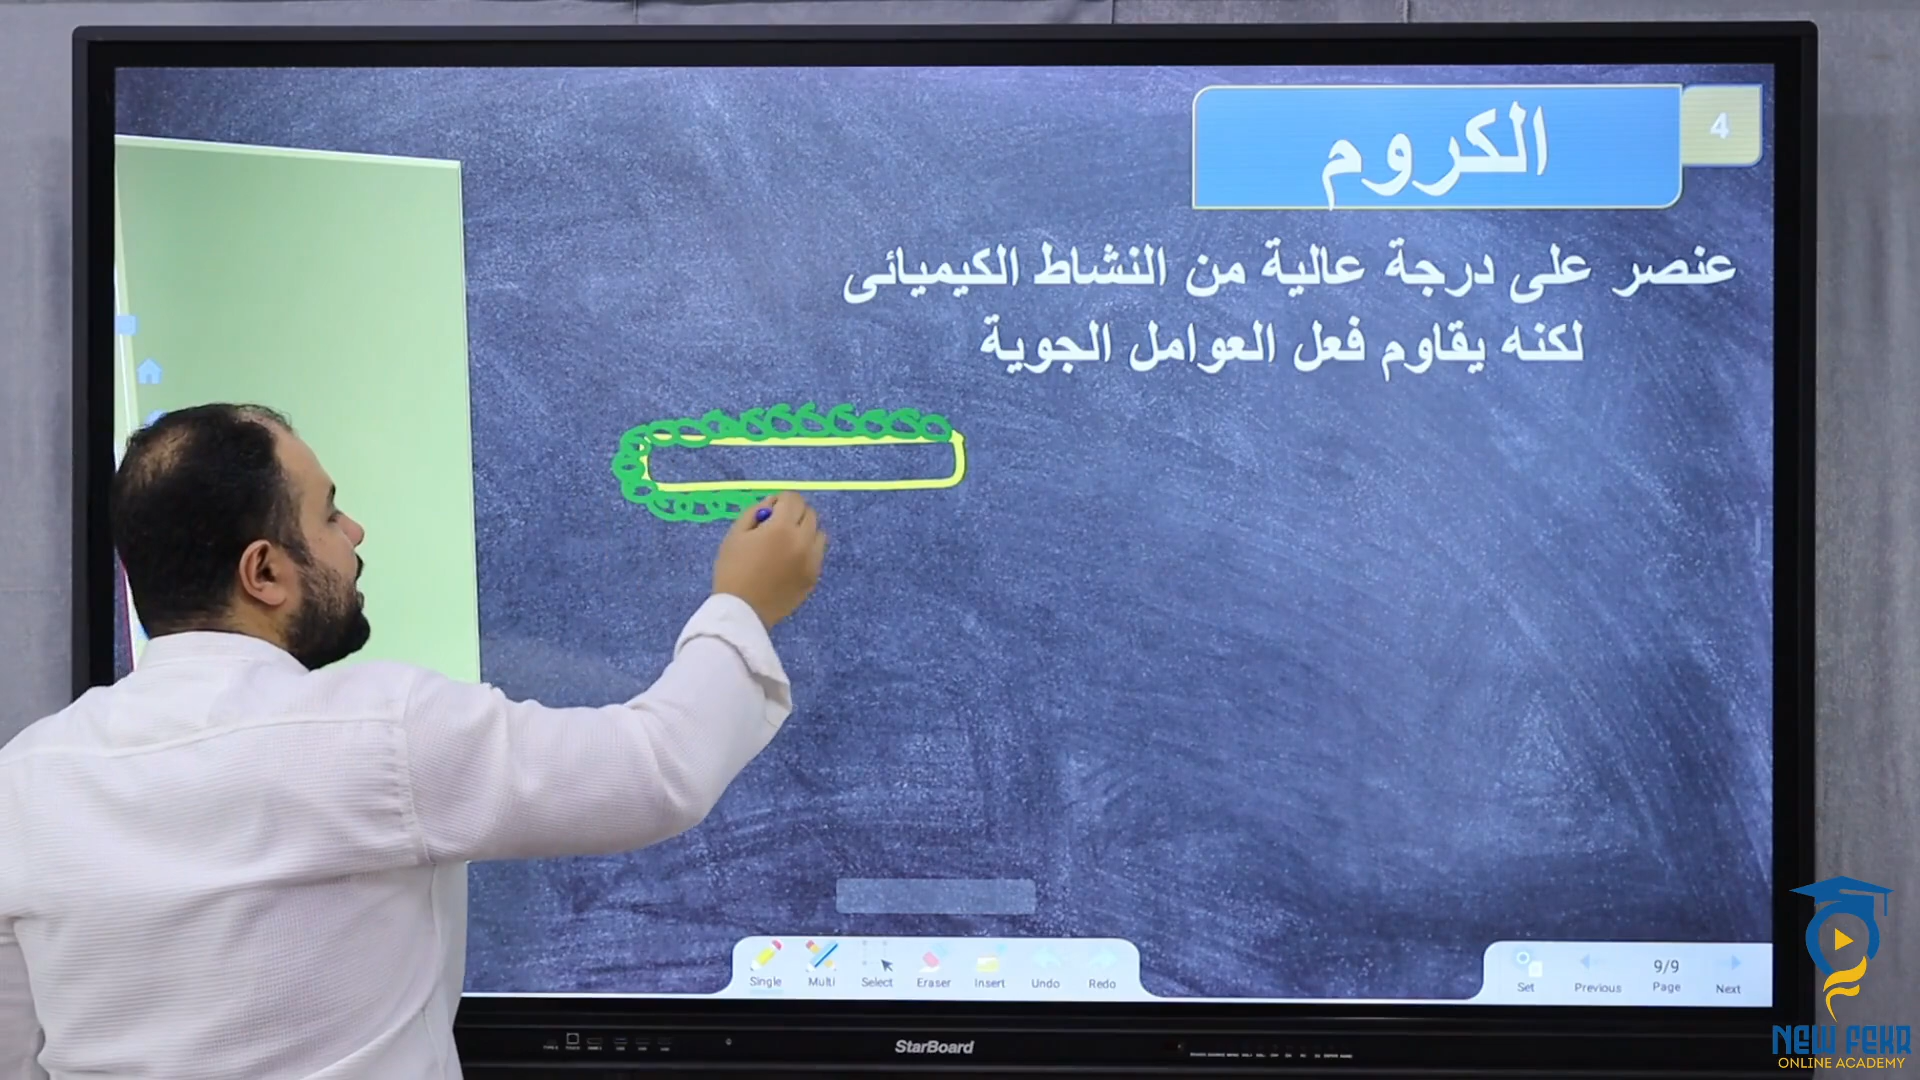 4
الكروم
عنصر على درجة عالية من النشاط الكيميائى
لكنه يقاوم فعل العوامل الجوية
Single
Multi
Select
Eraser
Insert
Undo
Redo
Set
Previous
9/9
Page
Next
StarBoard
NEW FEKR
ONLINE ACADEMY